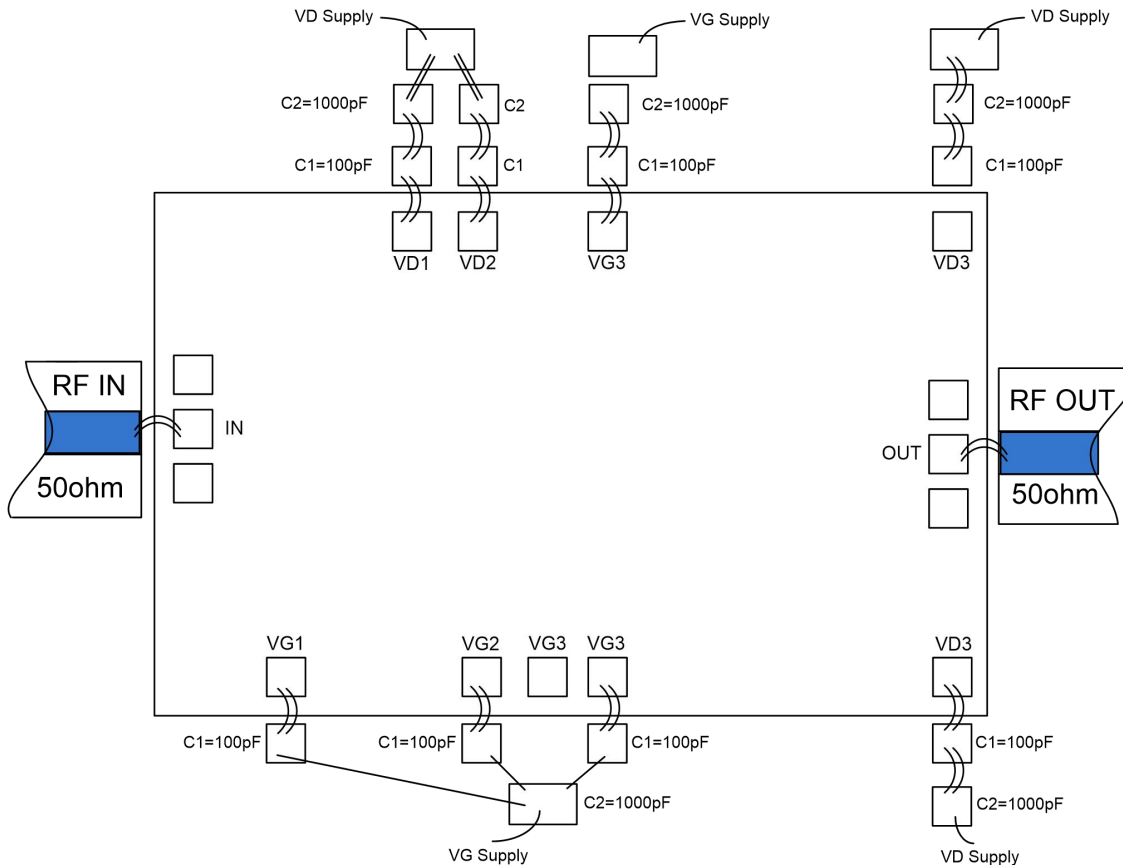 VD Supply
VG Supply
VD Supply
C2=1000pF
C2
C2=1000pF
C2=1000pF
C1=100pF
C1
C1=100pF
C1=100pF
VD1
VD2
VG3
VD3
RF IN
50ohm
IN
OUT
RF OUT
50ohm
VG1
VG2
VG3
VG3
VD3
C1=100pF
C1=100pF
C1=100pF
C1=100pF
C2=1000pF
C2=1000pF
VG Supply
VD Supply